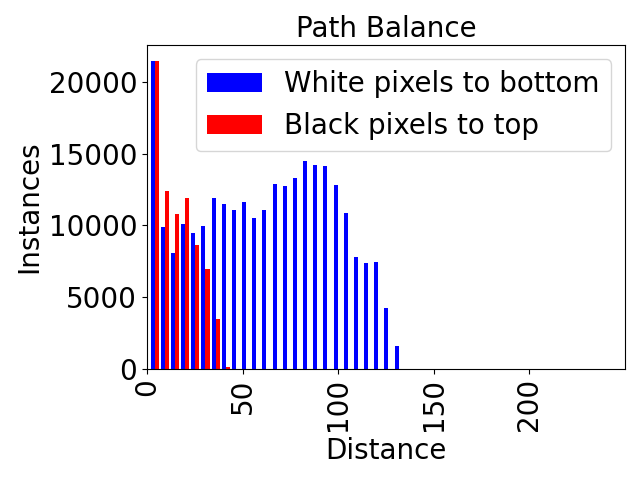 Path Balance
White pixels to bottom
Black pixels to top
Instances
20000
15000
10000
5000
0
0
50
100
150
200
Distance